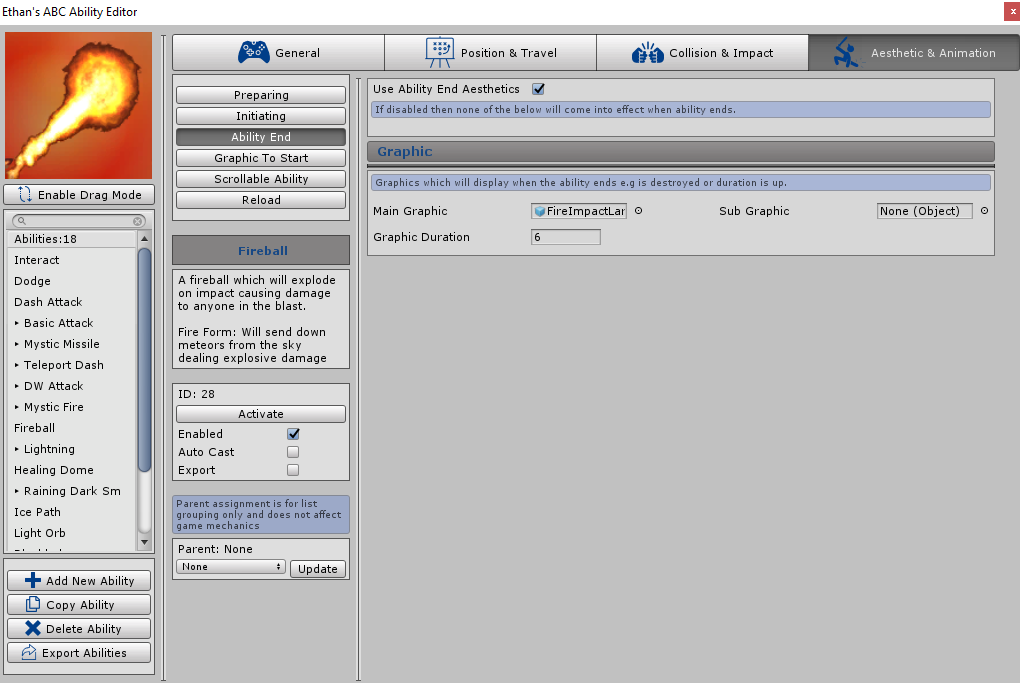 Ethan's ABC Ability Editor
x
General
Position & Travel
Collision & Impact
Aesthetic & Animation
Enable Drag Mode
Abilities:18
Interact
Dodge
Dash Attack
Basic Attack
Mystic Missile
Teleport Dash
DW Attack
Mystic Fire
Fireball
Lightning
Healing Dome
Raining Dark Sm
Ice Path
Light Orb
Add New Ability
Copy Ability
Delete Ability
Export Abilities
Preparing
Initiating
Ability End
Graphic To Start
Scrollable Ability
Reload
Fireball
A fireball which will explode
on impact causing damage
to anyone in the blast.
Fire Form: Will send down
meteors from the sky
dealing explosive damage
ID: 28
Activate
Enabled
Auto Cast
Export
Parent assignment is for list
grouping only and does not affect
game mechanics
Parent: None
None
Update
Use Ability End Aesthetics
If disabled then none of the below will come into effect when ability ends.
Graphic
Graphics which will display when the ability ends e.g is destroyed or duration is up.
Main Graphic FireImpactLar Sub Graphic None (Object)
Graphic Duration 6